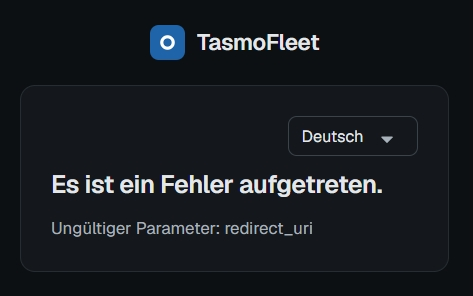 TasmoFleet
Deutsch
Es ist ein Fehler aufgetreten.
Ungültiger Parameter: redirect_uri